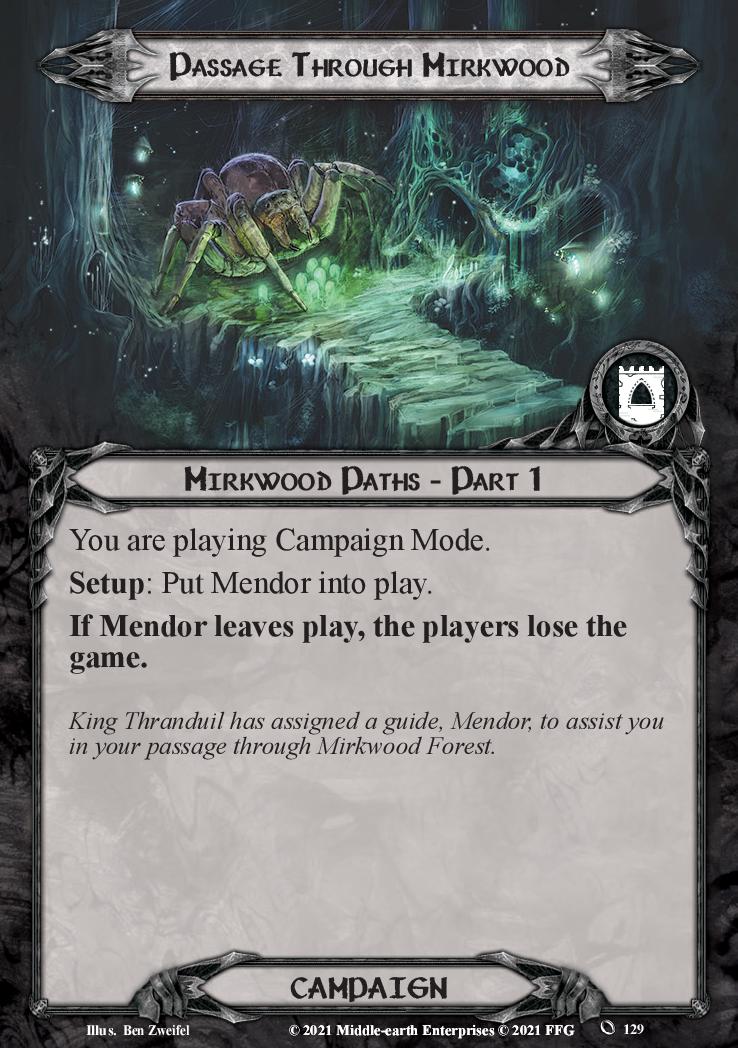 Passage Through Mirkwood
Mirkwood Paths - Part 1
You are playing Campaign Mode.
Setup: Put Mendor into play.
If Mendor leaves play, the players lose the
game.
King Thranduil has assigned a guide, Mendor, to assist you
in your passage through Mirkwood Forest.
CAMPAIGN
Illus. Ben Zweifel © 2021 Middle-earth Enterprises © 2021 FFG 129